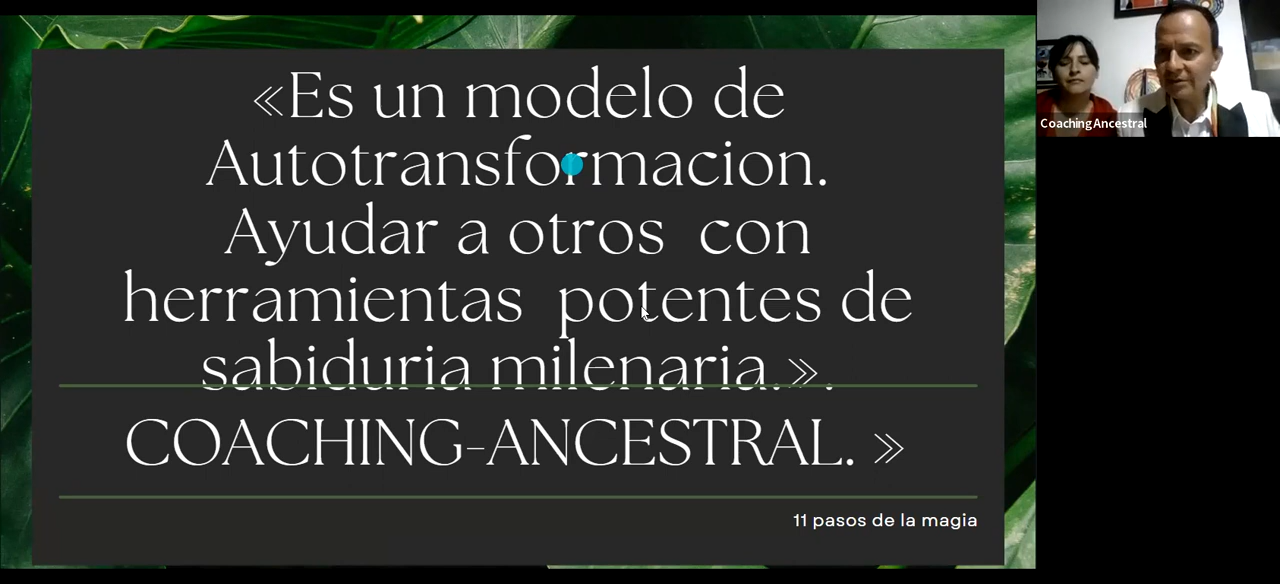 «Es un modelo de
Autotransformacion.
Ayudar a otros con
herramientas potentes de
sabiduria milenaria.».
COACHING-ANCESTRAL. »
11 pasos de la magia
Coaching Ancestral